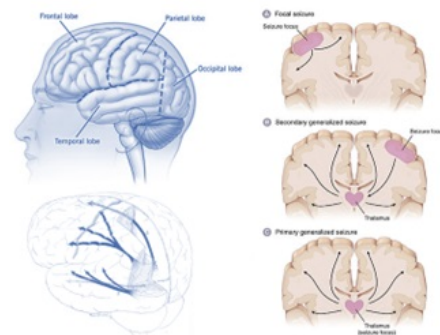 Frontal lobe
Parietal lobe
Occipital lobe
Temporal lobe
Focal seizure
Seizure focus
Secondary generalized seizure
Seizure focus
Thalamus
Primary generalized seizure
Thalamus
(seizure focus)